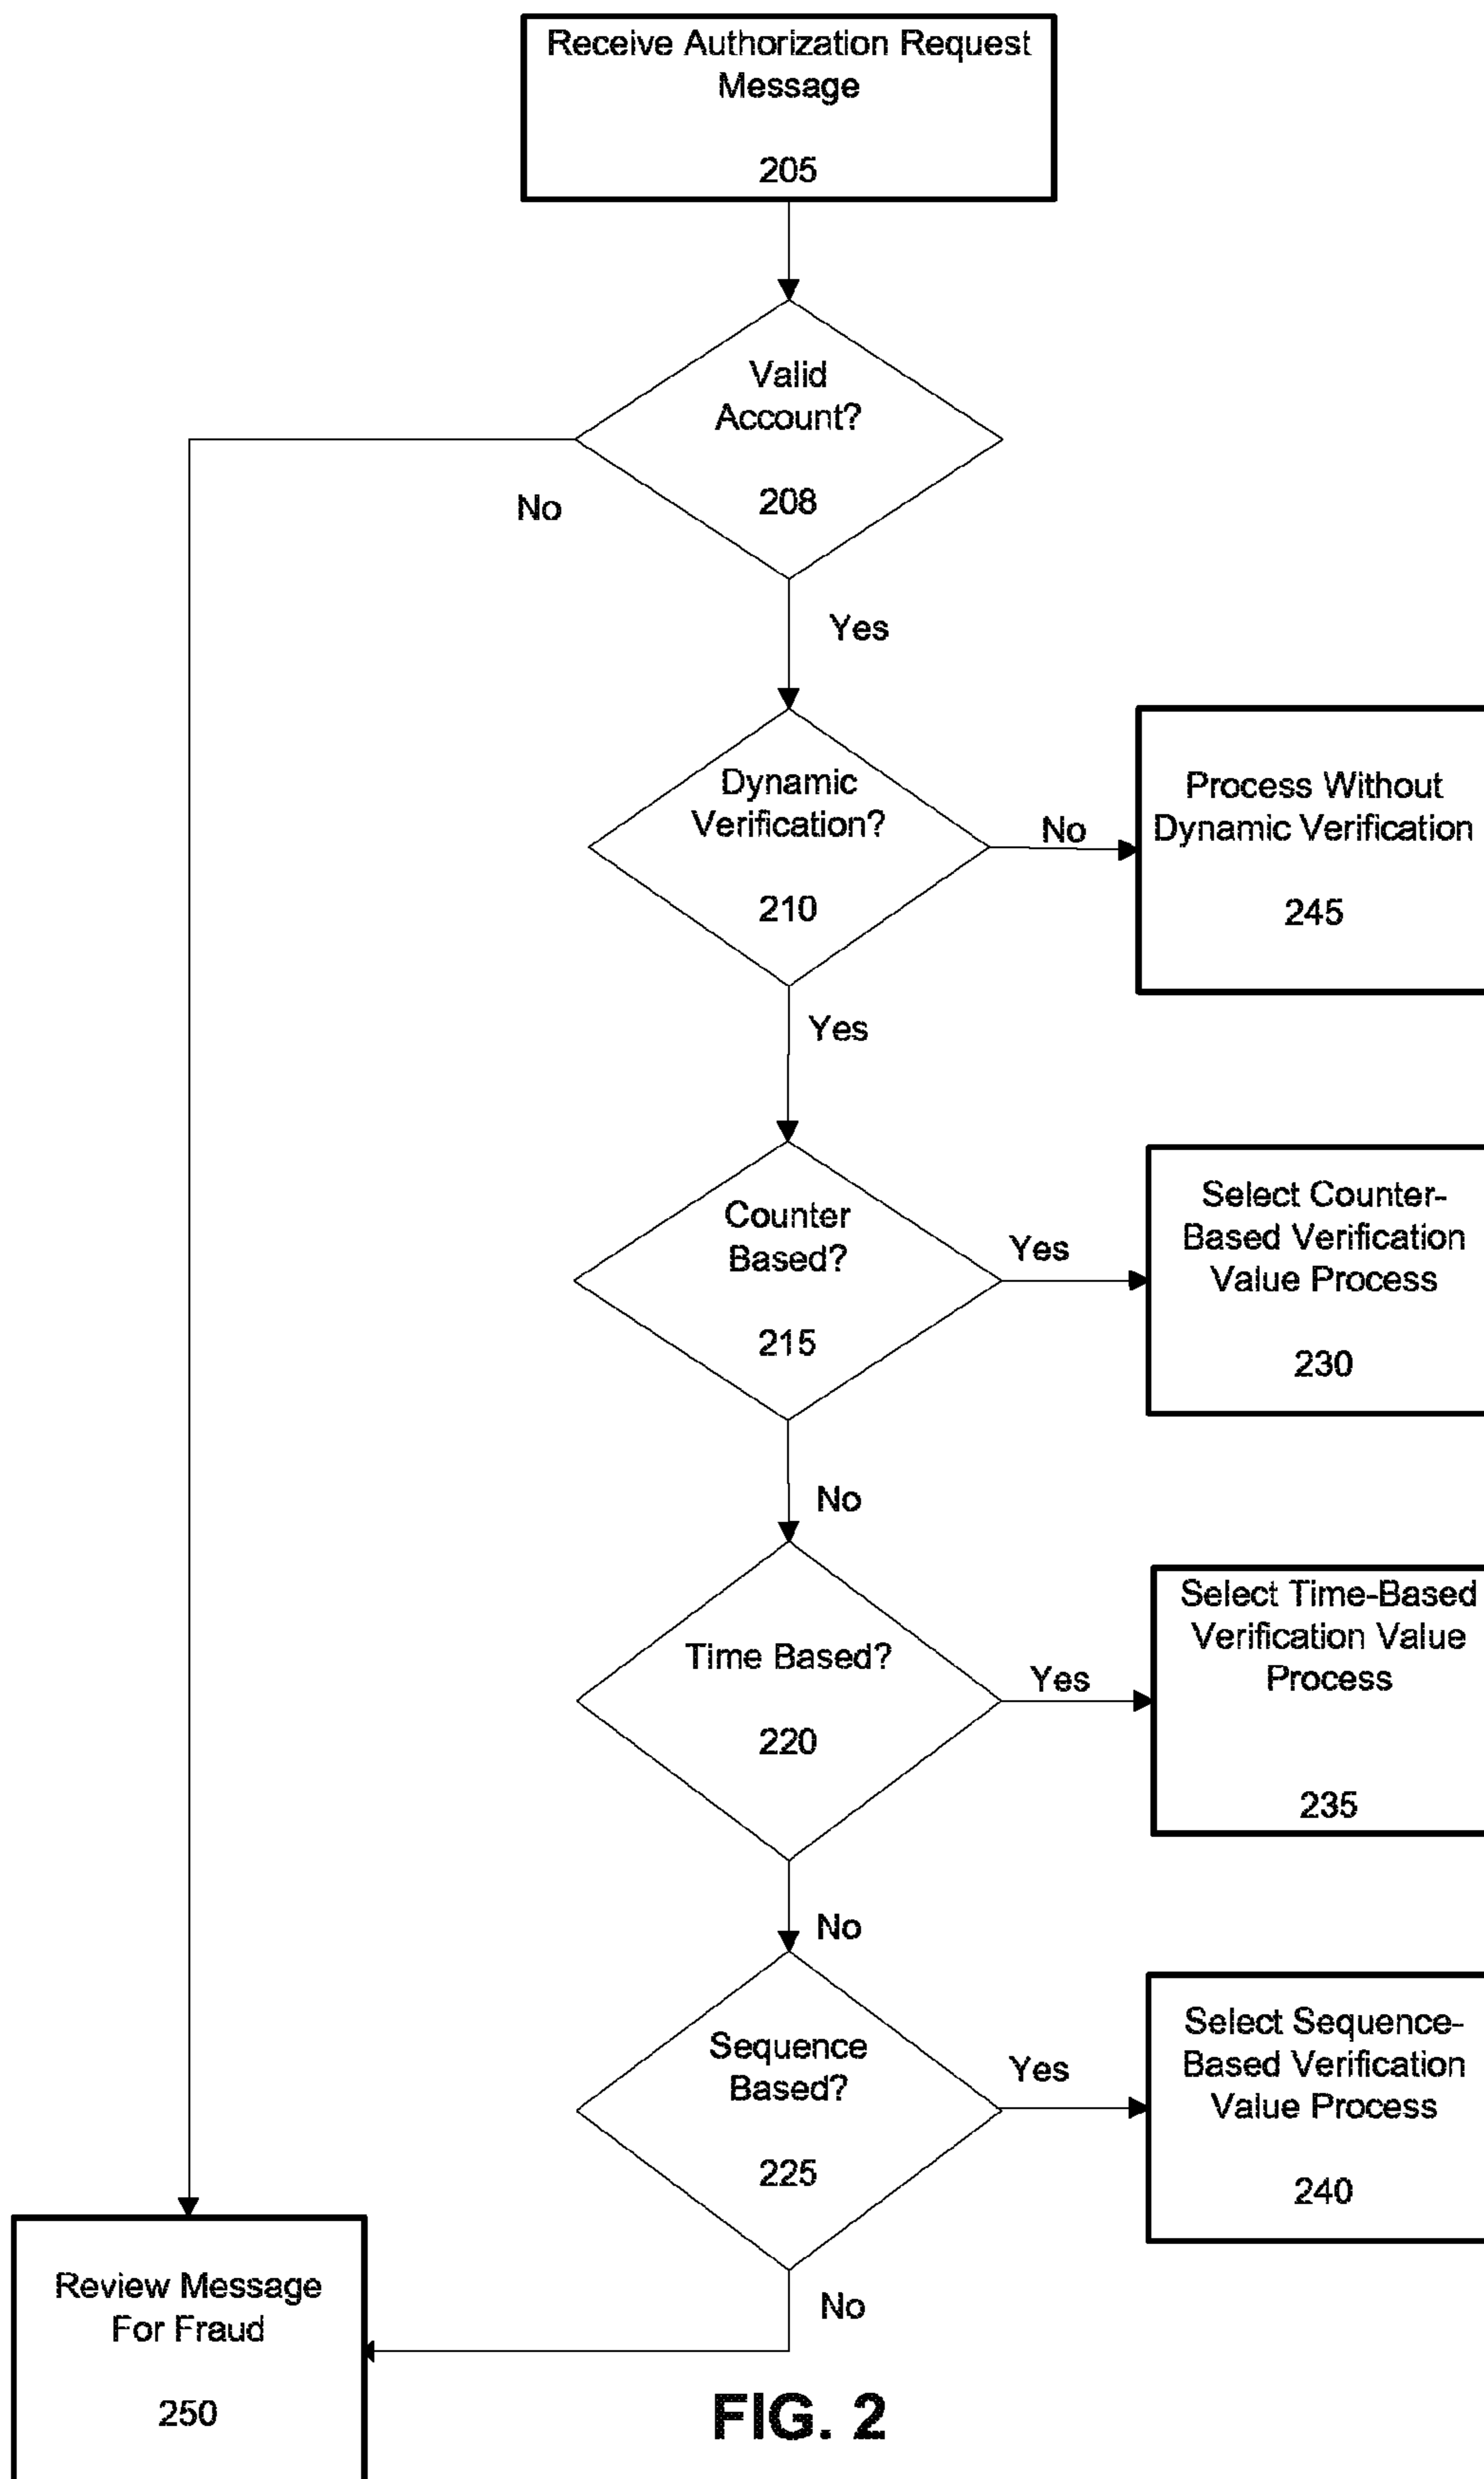 Receive Authorization Request
Message
205
Valid
Account?
208
No
Yes
Dynamic
Verification?
210
No
Process Without
Dynamic Verification
245
Yes
Counter
Based?
215
Yes
Select Counter-
Based Verification
Value Process
230
No
Time Based?
220
Yes
Select Time-Based
Verification Value
Process
235
No
Sequence
Based?
225
Yes
Select Sequence-
Based Verification
Value Process
240
No
Review Message
For Fraud
250
FIG. 2